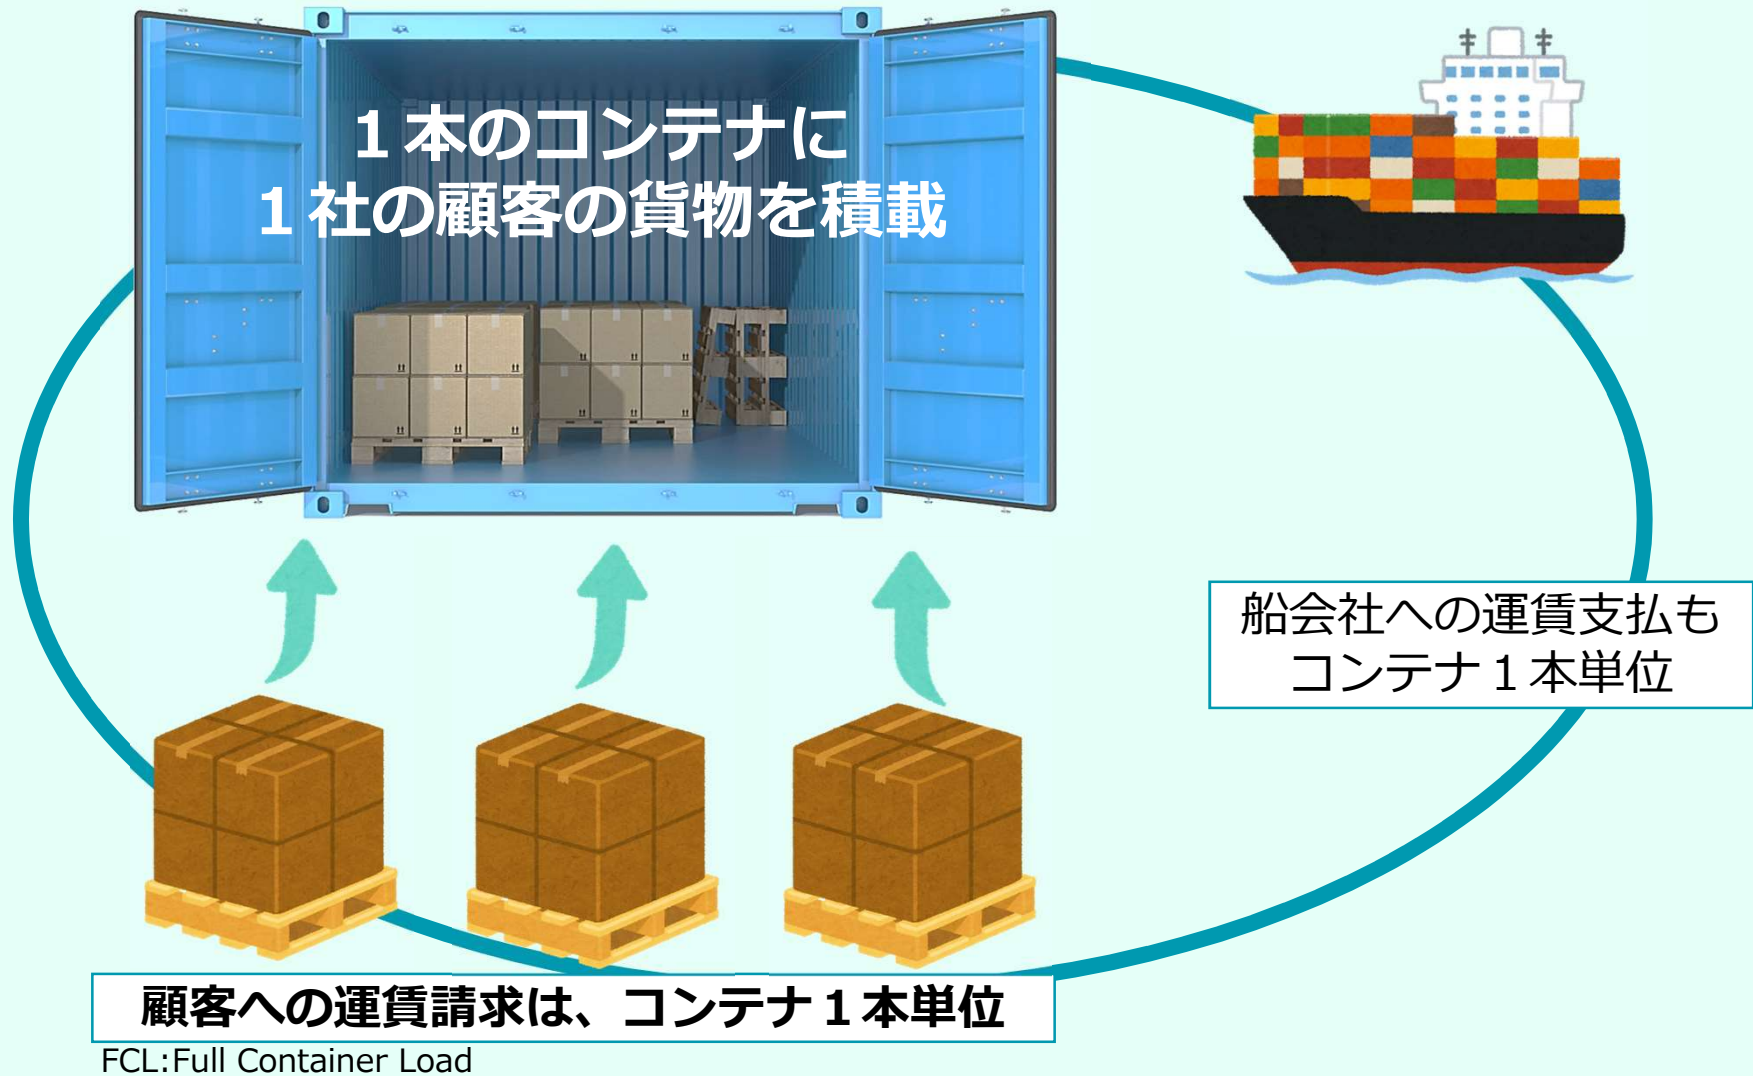 １本のコンテナに
１社の顧客の貨物を積載
船会社への運賃支払も
コンテナ１本単位
顧客への運賃請求は、コンテナ１本単位
FCL:Full Container Load